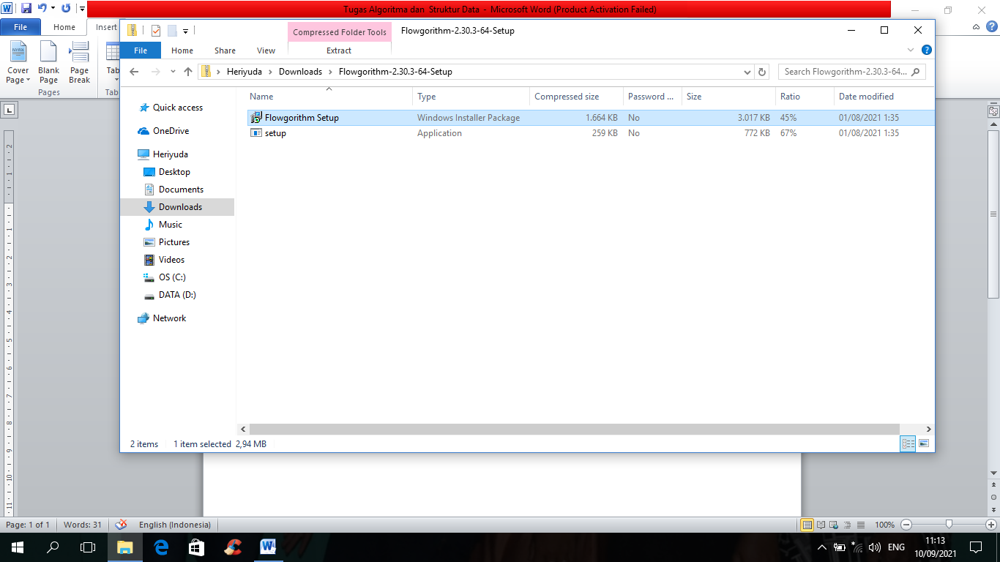 Tugas Algoritma dan Struktur Data - Microsoft Word (Product Activation Failed)
File Home Insert
Cover Page Blank Page Page Break Tab
Pages Tab
Compressed Folder Tools Flowgorithm-2.30.3-64-Setup
File Home Share View Extract
Heriyuda Downloads Flowgorithm-2.30.3-64-Setup Search Flowgorithm-2.30.3-64...
Name Type Compressed size Password ... Size Ratio Date modified
Flowgorithm Setup Windows Installer Package 1.664 KB No 3.017 KB 45% 01/08/2021 1:35
setup Application 259 KB No 772 KB 67% 01/08/2021 1:35
Quick access
OneDrive
Heriyuda
Desktop
Documents
Downloads
Music
Pictures
Videos
OS (C:)
DATA (D:)
Network
2 items 1 item selected 2,94 MB
Page: 1 of 1 Words: 31 English (Indonesia) 100%
ENG 11:13
10/09/2021